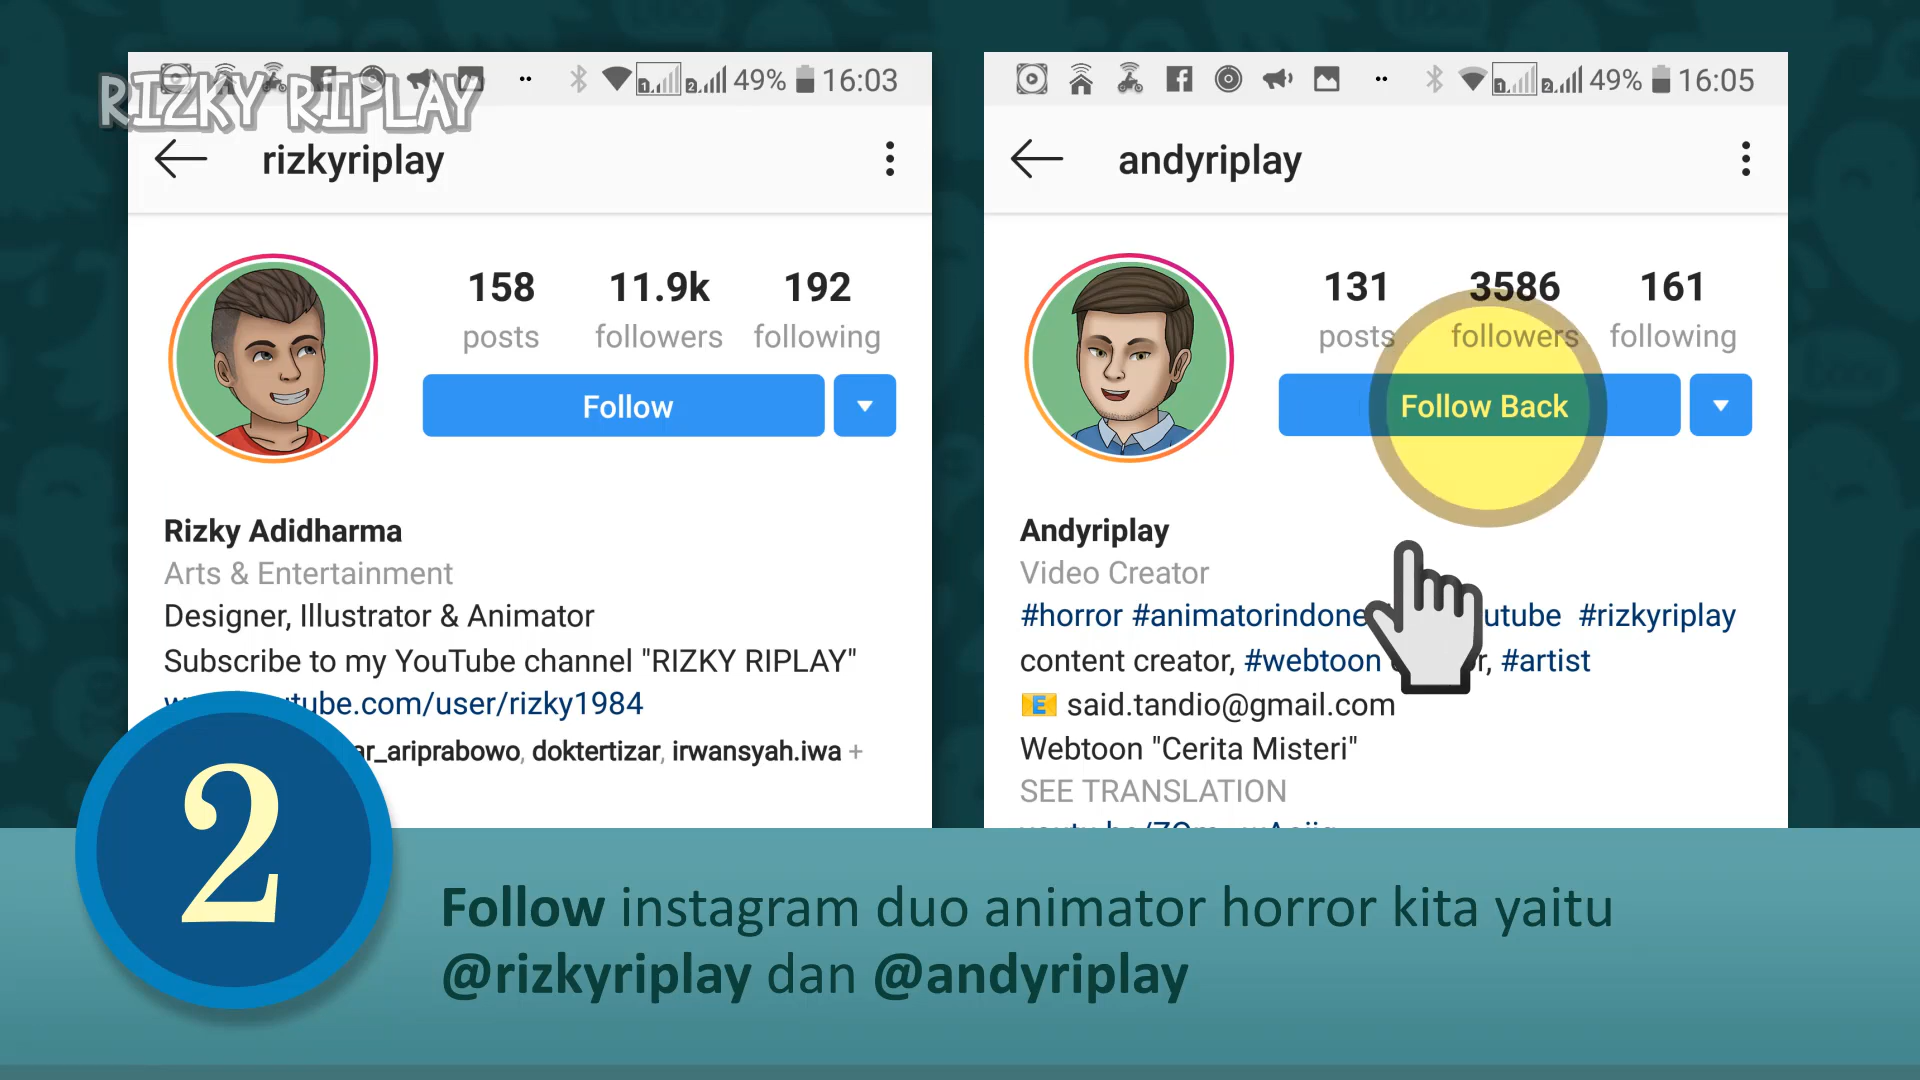 RIZKY RIPLAY
49% 16:03
rizkyriplay
158 11.9k 192
posts followers following
Follow
Rizky Adidharma
Arts & Entertainment
Designer, Illustrator & Animator
Subscribe to my YouTube channel "RIZKY RIPLAY"
tube.com/user/rizky1984
ar_ariprabowo, doktertizar, irwansyah.iwa +
49% 16:05
andyriplay
131 3586 161
posts followers following
Follow Back
Andyriplay
Video Creator
#horror #animatorindone utube #rizkyriplay
content creator, #webtoon r, #artist
E said.tandio@gmail.com
Webtoon "Cerita Misteri"
SEE TRANSLATION
2
Follow instagram duo animator horror kita yaitu
@rizkyriplay dan @andyriplay